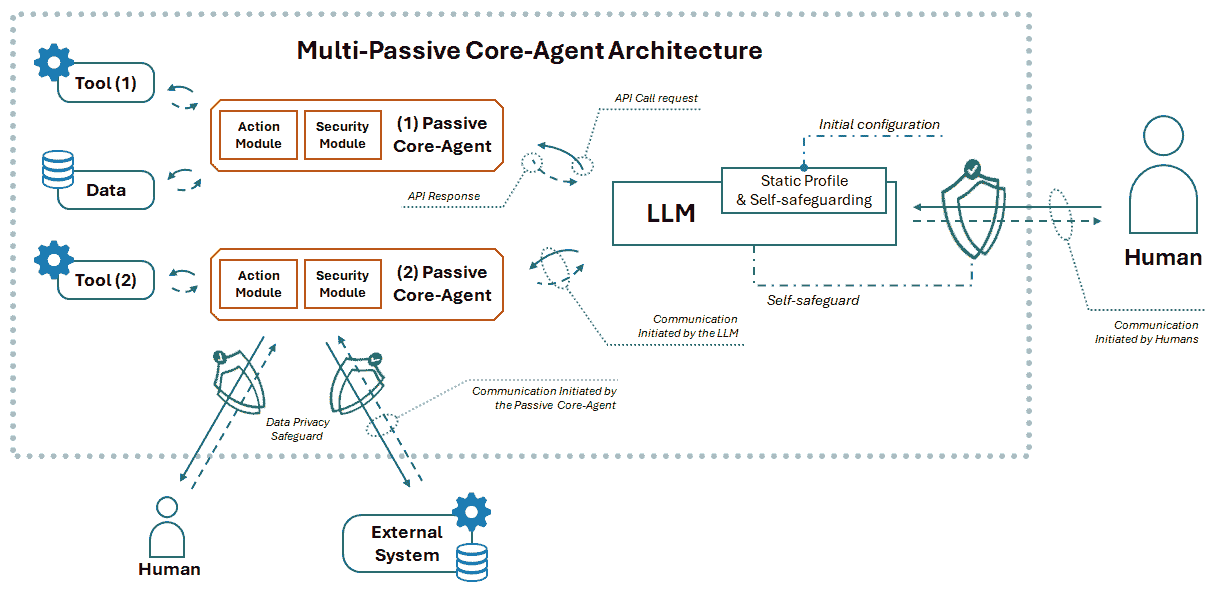 Multi-Passive Core-Agent Architecture
Tool (1)
Action
Module
Security
Module
(1) Passive
Core-Agent
API Call request
Initial configuration
Data
API Response
Static Profile
& Self-safeguarding
LLM
Human
Tool (2)
Action
Module
Security
Module
(2) Passive
Core-Agent
Self-safeguard
Communication
Initiated by the LLM
Communication
Initiated by Humans
Communication Initiated by
the Passive Core-Agent
Data Privacy
Safeguard
External
System
Human